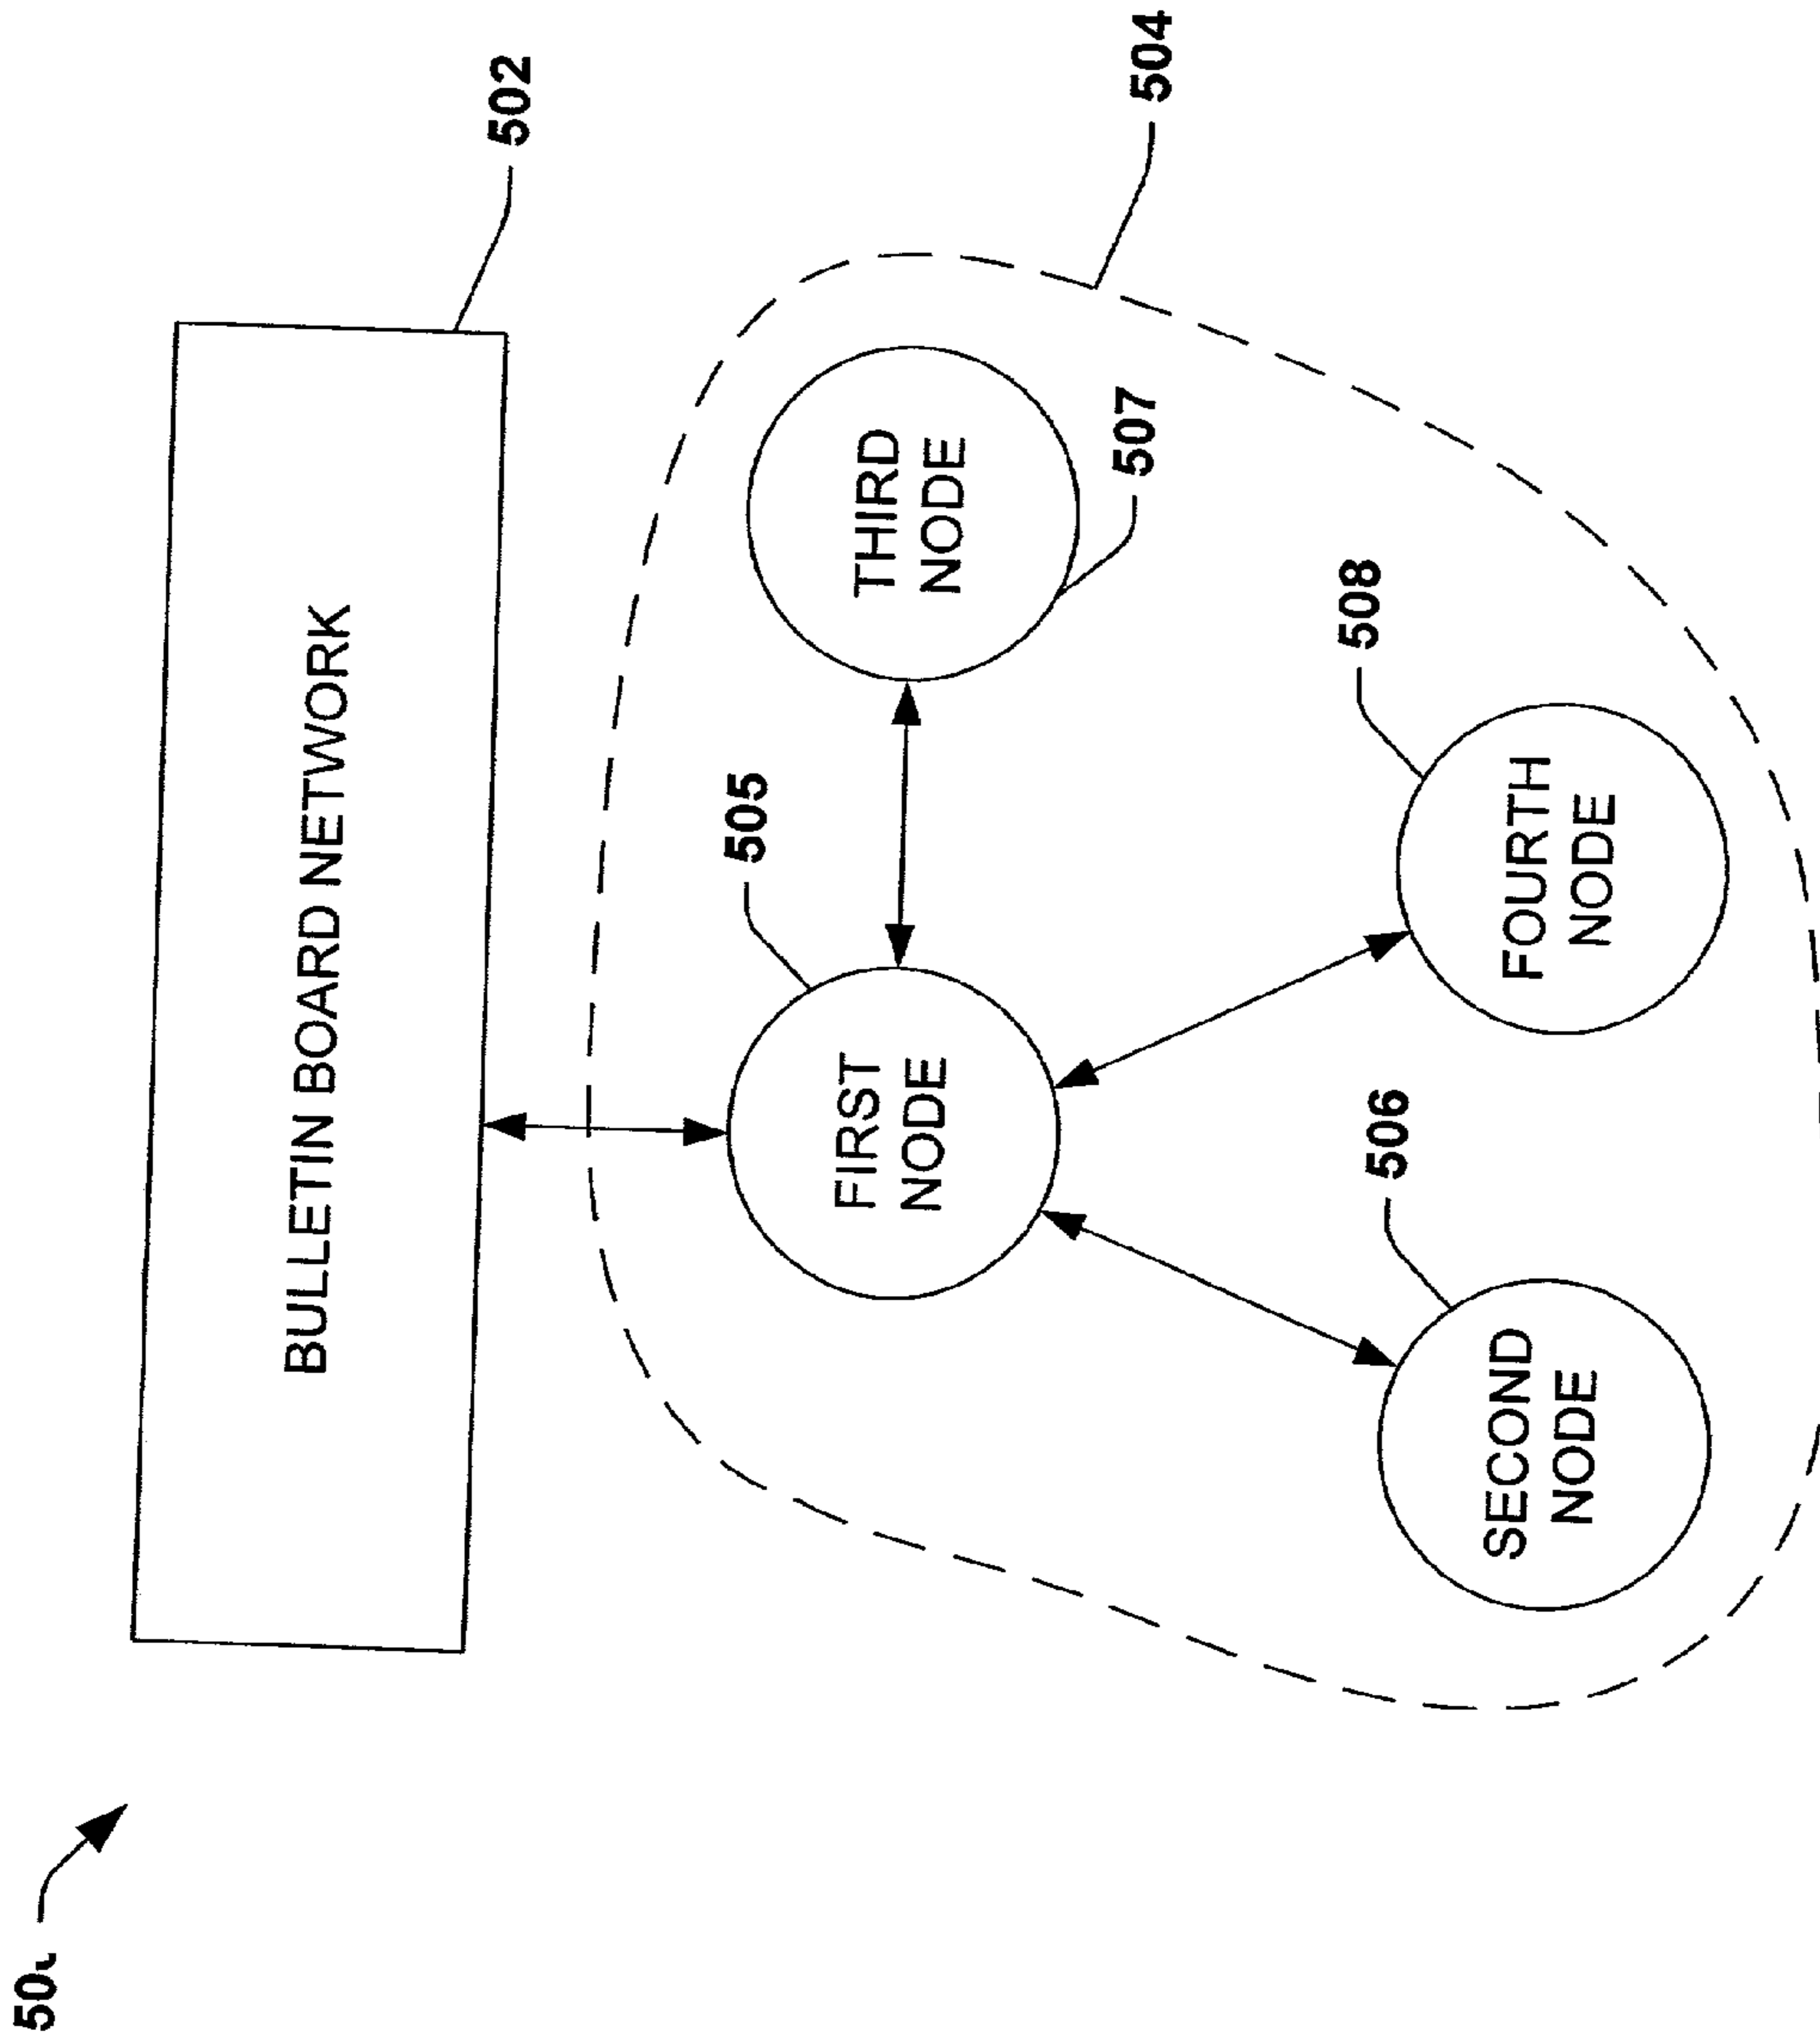 BULLETIN BOARD NETWORK
502
504
505
FIRST
NODE
THIRD
NODE
507
506
SECOND
NODE
508
FOURTH
NODE